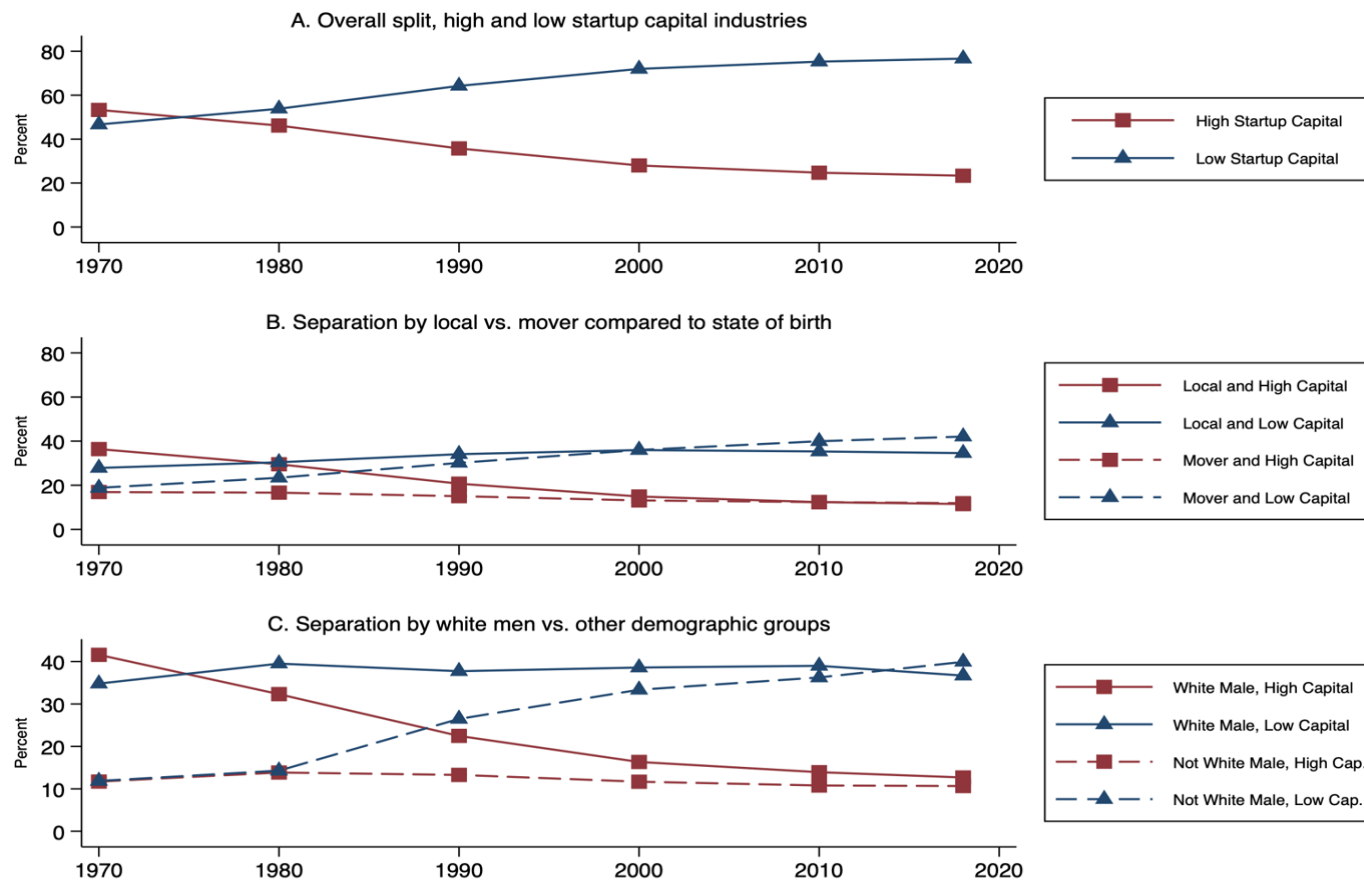 A. Overall split, high and low startup capital industries
Percent
80
60
40
20
0
1970 1980 1990 2000 2010 2020
High Startup Capital
Low Startup Capital
B. Separation by local vs. mover compared to state of birth
Percent
80
60
40
20
0
1970 1980 1990 2000 2010 2020
Local and High Capital
Local and Low Capital
Mover and High Capital
Mover and Low Capital
C. Separation by white men vs. other demographic groups
Percent
40
30
20
10
0
1970 1980 1990 2000 2010 2020
White Male, High Capital
White Male, Low Capital
Not White Male, High Cap.
Not White Male, Low Cap.